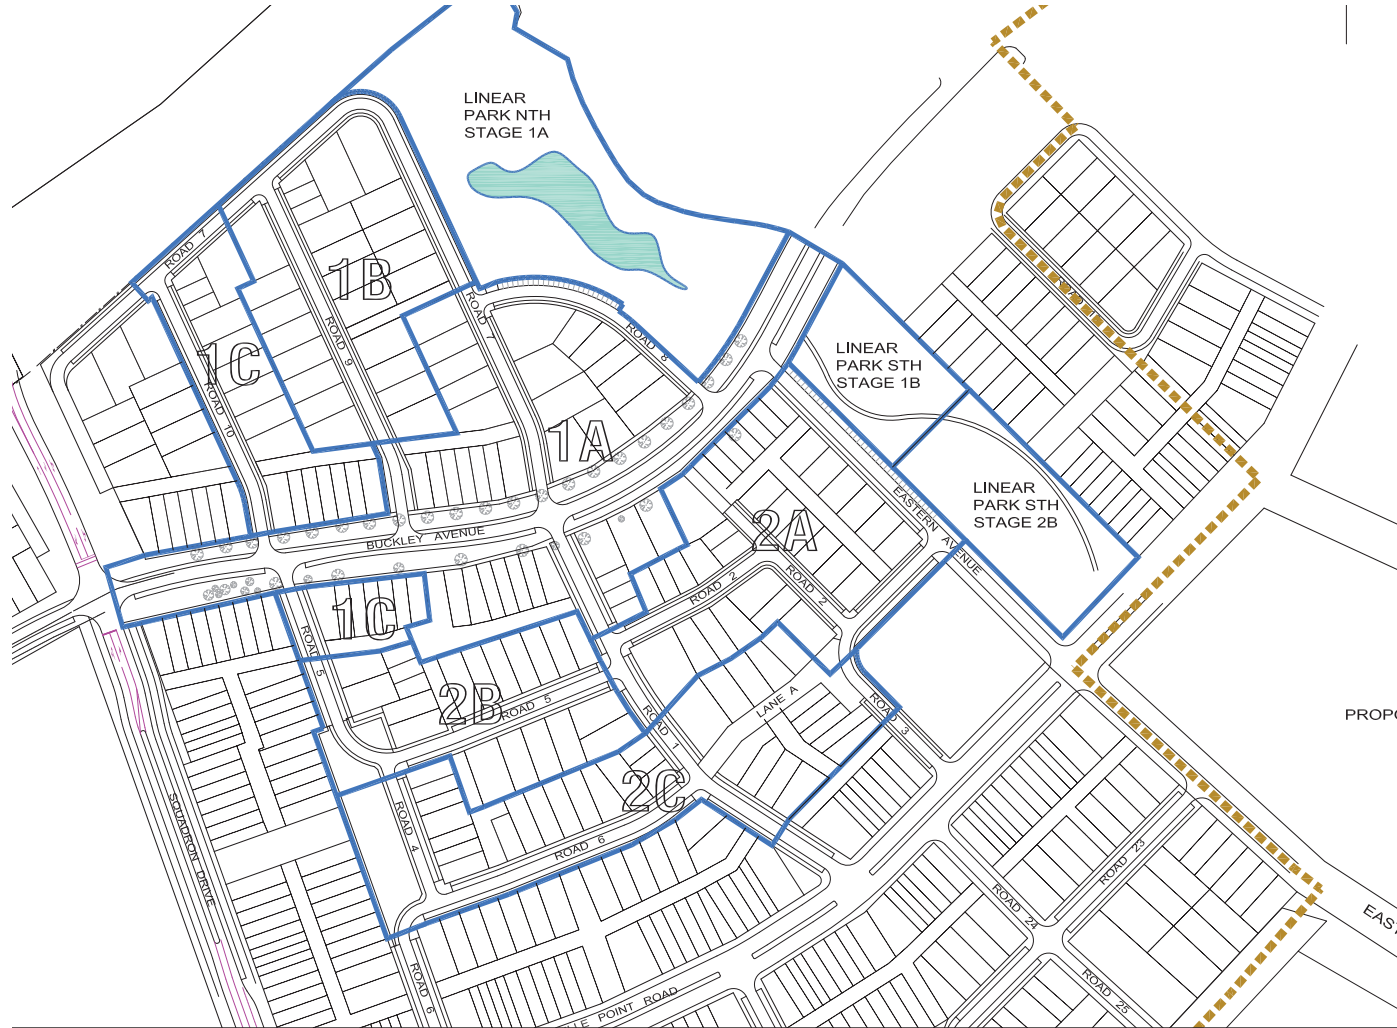 LINEAR
PARK NTH
STAGE 1A
ROAD 7
1B
ROAD 7
ROAD 9
ROAD 8
1C
ROAD 10
LINEAR
PARK STH
STAGE 1B
1A
EASTERN AVENUE
LINEAR
PARK STH
STAGE 2B
2A
BUCKLEY AVENUE
ROAD 2
ROAD 2
1C
ROAD 5
2B
ROAD 5
LANE A
ROAD 1
ROAD 3
PROPO
2C
SQUADRON DRIVE
ROAD 4
ROAD 6
ROAD 23
ROAD 24
EAS
ROAD 25
ROAD 6
POINT ROAD